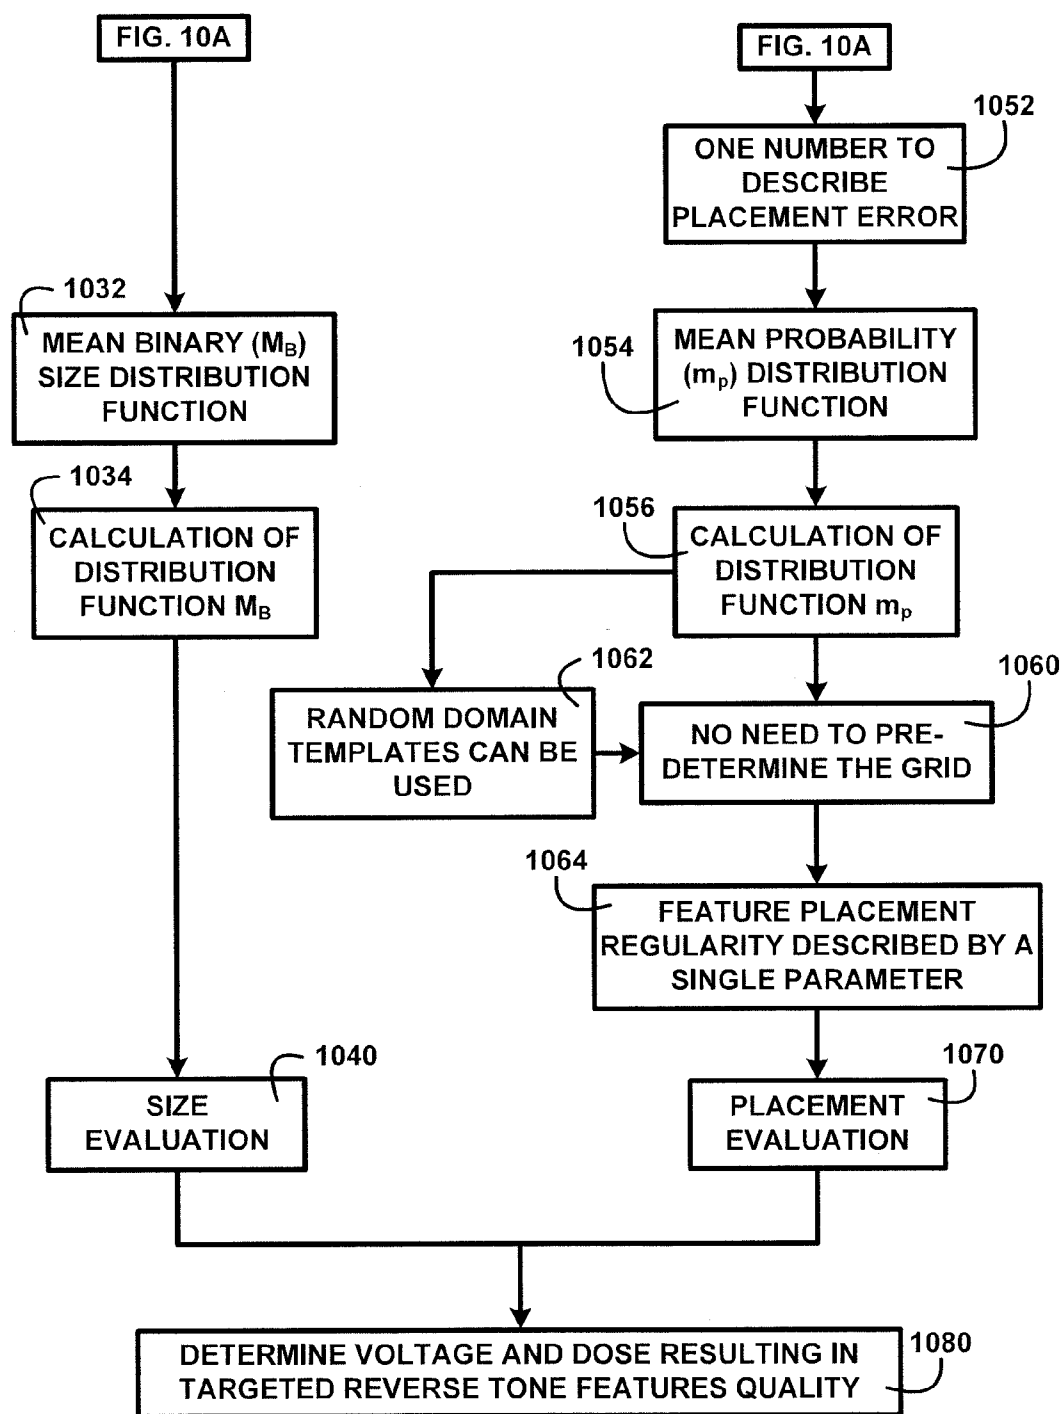 FIG. 10A
FIG. 10A
1052
ONE NUMBER TO
DESCRIBE
PLACEMENT ERROR
1032
MEAN BINARY (MB)
SIZE DISTRIBUTION
FUNCTION
1054
MEAN PROBABILITY
(mp) DISTRIBUTION
FUNCTION
1034
CALCULATION OF
DISTRIBUTION
FUNCTION MB
1056
CALCULATION OF
DISTRIBUTION
FUNCTION mp
1062
RANDOM DOMAIN
TEMPLATES CAN BE
USED
1060
NO NEED TO PRE-
DETERMINE THE GRID
1064
FEATURE PLACEMENT
REGULARITY DESCRIBED BY A
SINGLE PARAMETER
1040
SIZE
EVALUATION
1070
PLACEMENT
EVALUATION
DETERMINE VOLTAGE AND DOSE RESULTING IN
TARGETED REVERSE TONE FEATURES QUALITY
1080